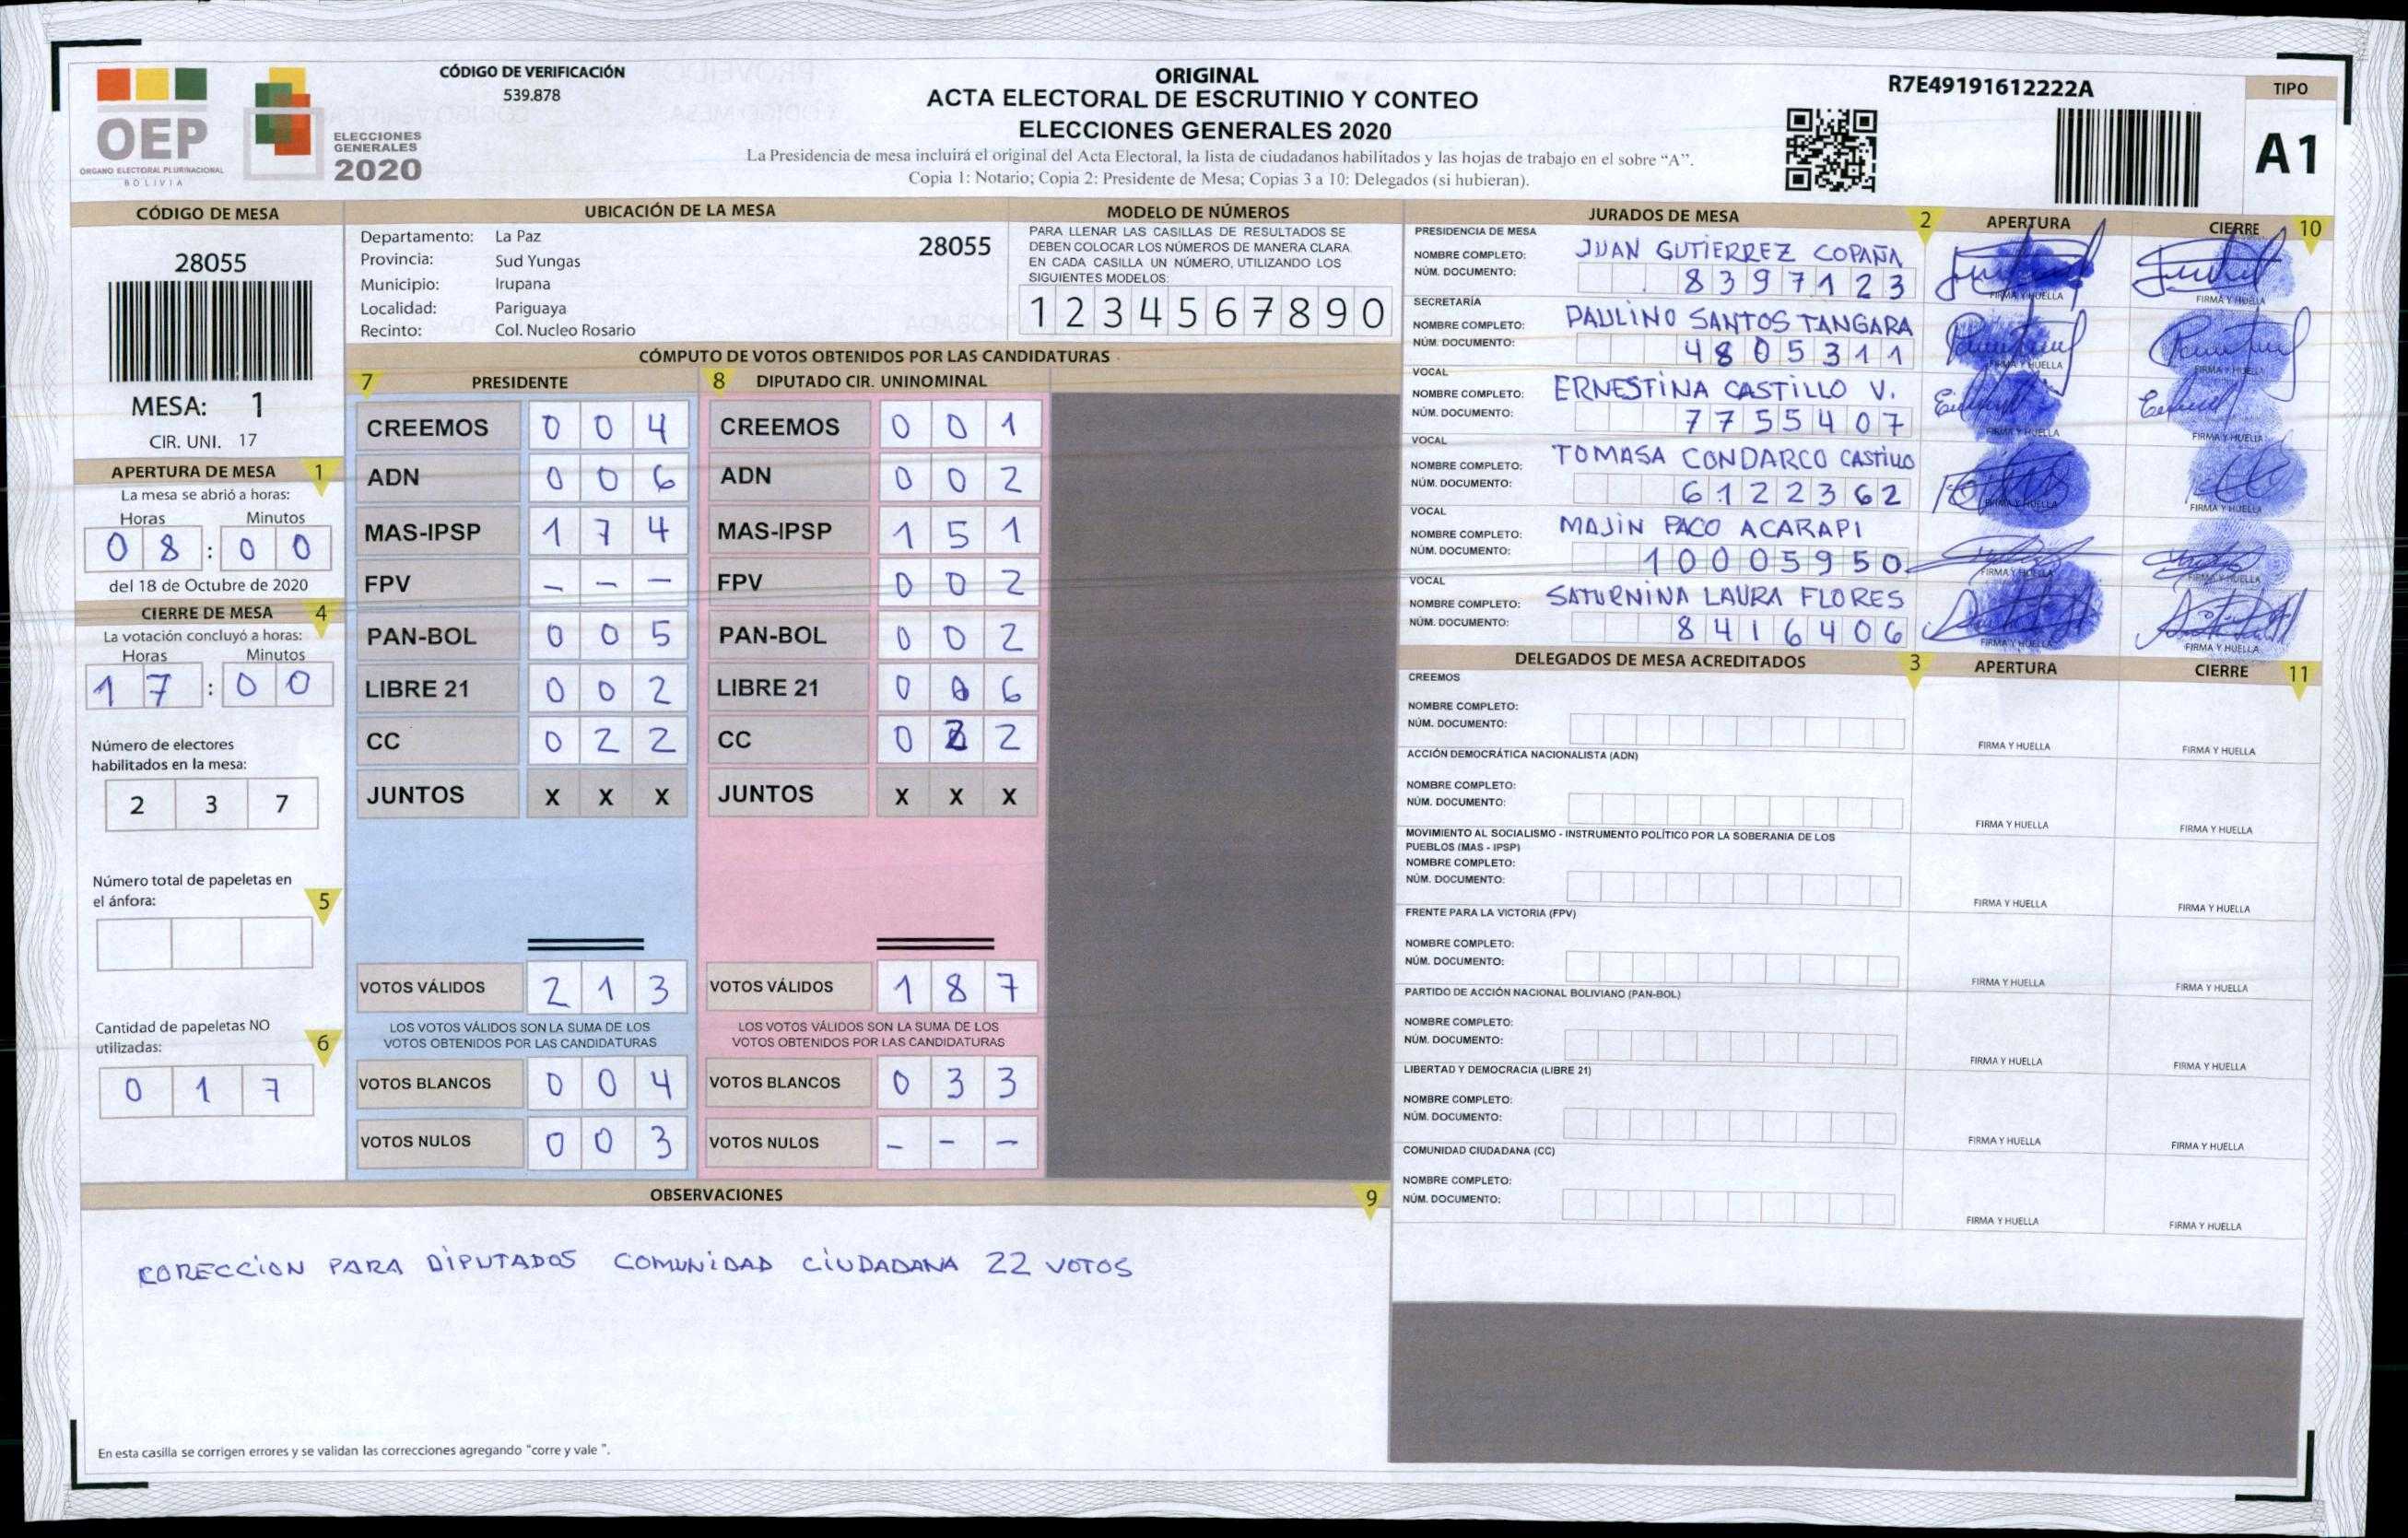 OEP
ÓRGANO ELECTORAL PLURINACIONAL
BOLIVIA
ELECCIONES
GENERALES
2020
CÓDIGO DE VERIFICACIÓN
539.878
ORIGINAL
ACTA ELECTORAL DE ESCRUTINIO Y CONTEO
ELECCIONES GENERALES 2020
La Presidencia de mesa incluirá el original del Acta Electoral, la lista de ciudadanos habilitados y las hojas de trabajo en el sobre “A”.
Copia 1: Notario; Copia 2: Presidente de Mesa; Copias 3 a 10: Delegados (si hubieran).
R7E49191612222A
TIPO
A1
CÓDIGO DE MESA
28055
MESA: 1
CIR. UNI. 17
APERTURA DE MESA 1
La mesa se abrió a horas:
Horas Minutos
0 8 : 0 0
del 18 de Octubre de 2020
CIERRE DE MESA 4
La votación concluyó a horas:
Horas Minutos
1 7 : 0 0
Número de electores
habilitados en la mesa:
2 3 7
Número total de papeletas en
el ánfora: 5
Cantidad de papeletas NO
utilizadas: 6
0 1 7
UBICACIÓN DE LA MESA
Departamento: La Paz
Provincia: Sud Yungas
Municipio: Irupana
Localidad: Pariguaya
Recinto: Col. Nucleo Rosario
28055
MODELO DE NÚMEROS
PARA LLENAR LAS CASILLAS DE RESULTADOS SE
DEBEN COLOCAR LOS NÚMEROS DE MANERA CLARA.
EN CADA CASILLA UN NÚMERO, UTILIZANDO LOS
SIGUIENTES MODELOS:
1 2 3 4 5 6 7 8 9 0
CÓMPUTO DE VOTOS OBTENIDOS POR LAS CANDIDATURAS
7 PRESIDENTE
CREEMOS 0 0 4
ADN 0 0 6
MAS-IPSP 1 7 4
FPV - - -
PAN-BOL 0 0 5
LIBRE 21 0 0 2
CC 0 2 2
JUNTOS X X X
VOTOS VÁLIDOS 2 1 3
LOS VOTOS VÁLIDOS SON LA SUMA DE LOS
VOTOS OBTENIDOS POR LAS CANDIDATURAS
VOTOS BLANCOS 0 0 4
VOTOS NULOS 0 0 3
8 DIPUTADO CIR. UNINOMINAL
CREEMOS 0 0 1
ADN 0 0 2
MAS-IPSP 1 5 1
FPV 0 0 2
PAN-BOL 0 0 2
LIBRE 21 0 0 6
CC 0 2 2
JUNTOS X X X
VOTOS VÁLIDOS 1 8 7
LOS VOTOS VÁLIDOS SON LA SUMA DE LOS
VOTOS OBTENIDOS POR LAS CANDIDATURAS
VOTOS BLANCOS 0 3 3
VOTOS NULOS - - -
OBSERVACIONES 9
CORECCION PARA DIPUTADOS COMUNIDAD CIUDADANA 22 VOTOS
En esta casilla se corrigen errores y se validan las correcciones agregando “corre y vale ”.
JURADOS DE MESA 2 APERTURA CIERRE 10
PRESIDENCIA DE MESA
NOMBRE COMPLETO: JUAN GUTIERREZ COPAÑA
NÚM. DOCUMENTO: 8397123
FIRMA Y HUELLA FIRMA Y HUELLA
SECRETARÍA
NOMBRE COMPLETO: PAULINO SANTOS TANGARA
NÚM. DOCUMENTO: 4805311
FIRMA Y HUELLA FIRMA Y HUELLA
VOCAL
NOMBRE COMPLETO: ERNESTINA CASTILLO V.
NÚM. DOCUMENTO: 7755407
FIRMA Y HUELLA FIRMA Y HUELLA
VOCAL
NOMBRE COMPLETO: TOMASA CONDARCO CASTILLO
NÚM. DOCUMENTO: 6122362
FIRMA Y HUELLA FIRMA Y HUELLA
VOCAL
NOMBRE COMPLETO: MAJIN PACO ACARAPI
NÚM. DOCUMENTO: 10005950
FIRMA Y HUELLA FIRMA Y HUELLA
VOCAL
NOMBRE COMPLETO: SATURNINA LAURA FLORES
NÚM. DOCUMENTO: 8416406
FIRMA Y HUELLA FIRMA Y HUELLA
DELEGADOS DE MESA ACREDITADOS 3 APERTURA CIERRE 11
CREEMOS
NOMBRE COMPLETO:
NÚM. DOCUMENTO:
FIRMA Y HUELLA FIRMA Y HUELLA
ACCIÓN DEMOCRÁTICA NACIONALISTA (ADN)
NOMBRE COMPLETO:
NÚM. DOCUMENTO:
FIRMA Y HUELLA FIRMA Y HUELLA
MOVIMIENTO AL SOCIALISMO - INSTRUMENTO POLÍTICO POR LA SOBERANIA DE LOS
PUEBLOS (MAS - IPSP)
NOMBRE COMPLETO:
NÚM. DOCUMENTO:
FIRMA Y HUELLA FIRMA Y HUELLA
FRENTE PARA LA VICTORIA (FPV)
NOMBRE COMPLETO:
NÚM. DOCUMENTO:
FIRMA Y HUELLA FIRMA Y HUELLA
PARTIDO DE ACCIÓN NACIONAL BOLIVIANO (PAN-BOL)
NOMBRE COMPLETO:
NÚM. DOCUMENTO:
FIRMA Y HUELLA FIRMA Y HUELLA
LIBERTAD Y DEMOCRACIA (LIBRE 21)
NOMBRE COMPLETO:
NÚM. DOCUMENTO:
FIRMA Y HUELLA FIRMA Y HUELLA
COMUNIDAD CIUDADANA (CC)
NOMBRE COMPLETO:
NÚM. DOCUMENTO:
FIRMA Y HUELLA FIRMA Y HUELLA